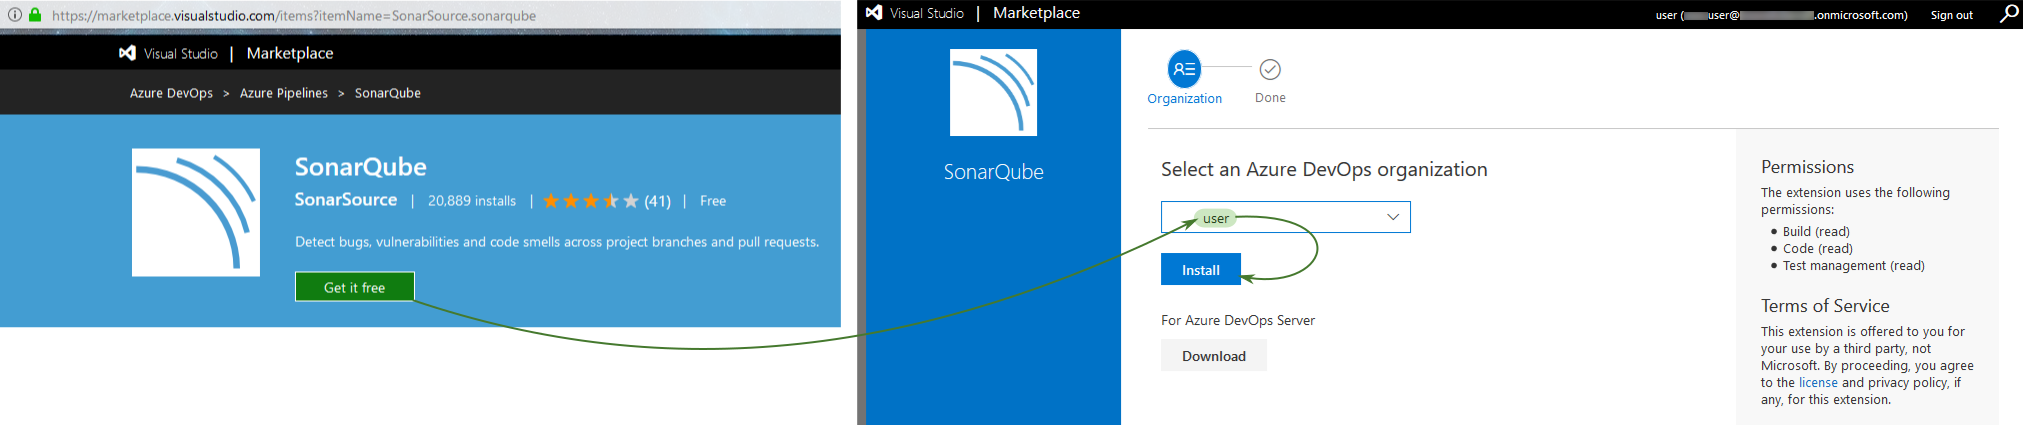 https://marketplace.visualstudio.com/items?itemName=SonarSource.sonarqube
Visual Studio | Marketplace
Azure DevOps > Azure Pipelines > SonarQube
SonarQube
SonarSource | 20,889 installs | (41) | Free
Detect bugs, vulnerabilities and code smells across project branches and pull requests.
Get it free
Visual Studio | Marketplace
user ( user@ .onmicrosoft.com) Sign out
SonarQube
Organization
Done
Select an Azure DevOps organization
user
Install
For Azure DevOps Server
Download
Permissions
The extension uses the following
permissions:
• Build (read)
• Code (read)
• Test management (read)
Terms of Service
This extension is offered to you for
your use by a third party, not
Microsoft. By proceeding, you agree
to the license and privacy policy, if
any, for this extension.